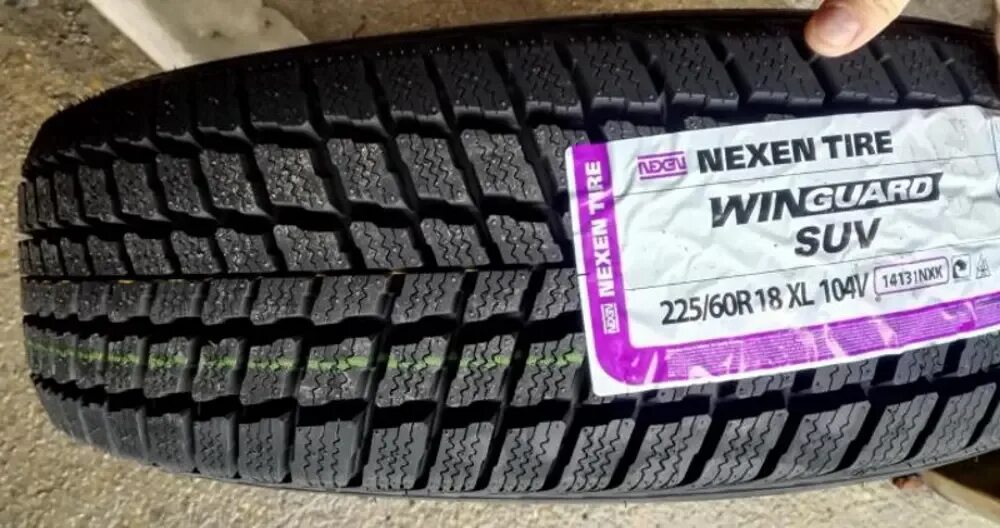 NEXEN TIRE
NEXEN
NEXEN NEXEN TIRE
WINGUARD
SUV
225/60R18 XL 104V 14131NXK